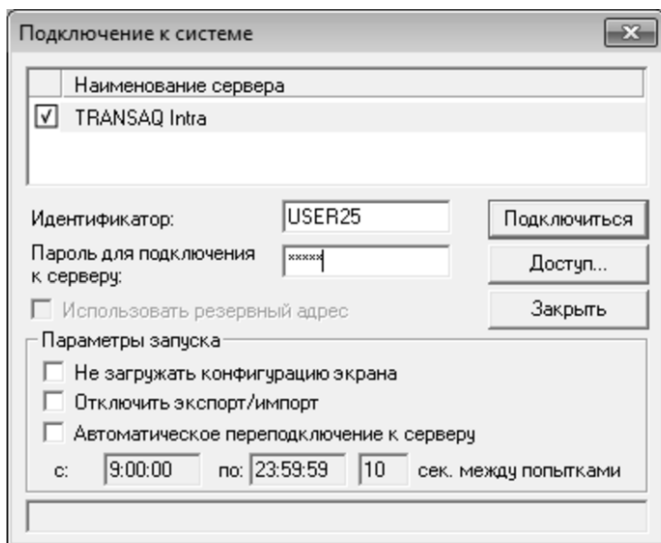 Подключение к системе
Наименование сервера
TRANSAQ Intra
Идентификатор:
USER25
Подключиться
Пароль для подключения
к серверу:
*****
Доступ...
Использовать резервный адрес
Закрыть
Параметры запуска
Не загружать конфигурацию экрана
Отключить экспорт/импорт
Автоматическое переподключение к серверу
с: 9:00:00 по: 23:59:59 10 сек. между попытками